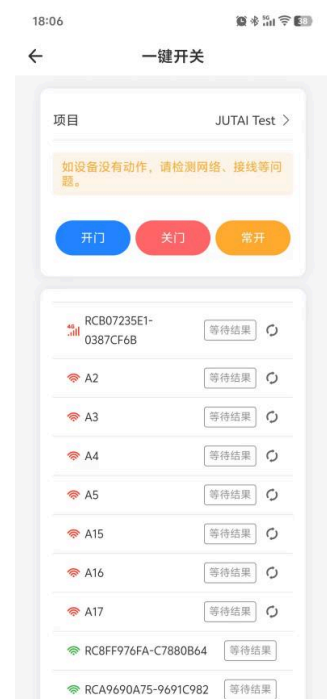 18:06
4G 38
一键开关
项目
JUTAI Test
如设备没有动作，请检测网络、接线等问
题。
开门
关门
常开
4G
RCB07235E1-
0387CF6B
等待结果
A2
等待结果
A3
等待结果
A4
等待结果
A5
等待结果
A15
等待结果
A16
等待结果
A17
等待结果
RC8FF976FA-C7880B64
等待结果
RCA9690A75-9691C982
等待结果